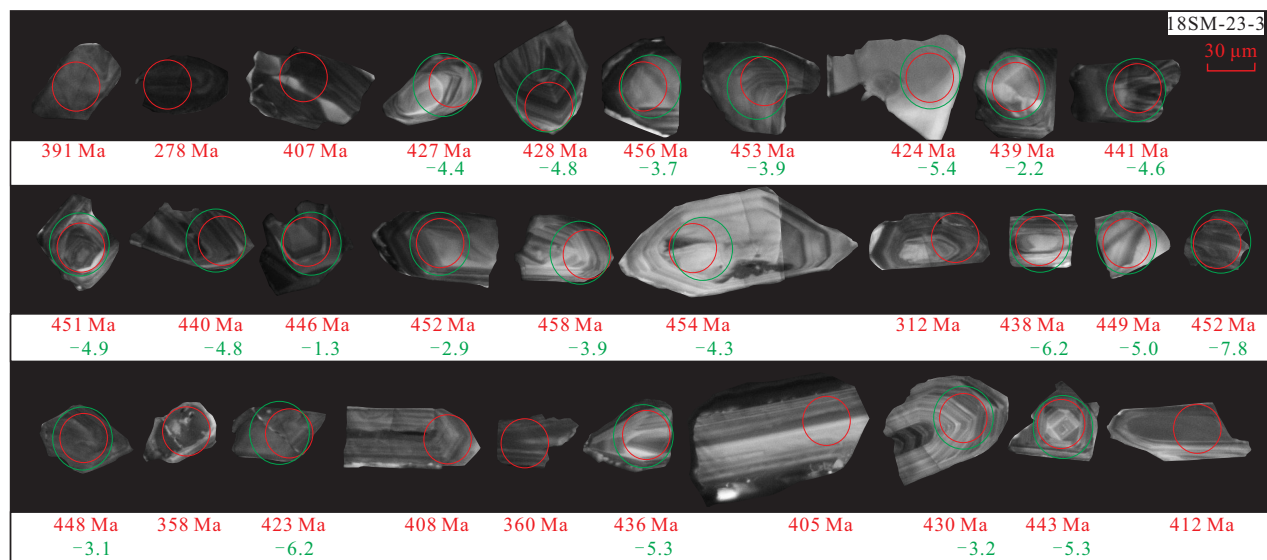 18SM-23-3
30 μm
391 Ma 278 Ma 407 Ma 427 Ma 428 Ma 456 Ma 453 Ma 424 Ma 439 Ma 441 Ma
−4.4 −4.8 −3.7 −3.9 −5.4 −2.2 −4.6
451 Ma 440 Ma 446 Ma 452 Ma 458 Ma 454 Ma 312 Ma 438 Ma 449 Ma 452 Ma
−4.9 −4.8 −1.3 −2.9 −3.9 −4.3 −6.2 −5.0 −7.8
448 Ma 358 Ma 423 Ma 408 Ma 360 Ma 436 Ma 405 Ma 430 Ma 443 Ma 412 Ma
−3.1 −6.2 −5.3 −3.2 −5.3